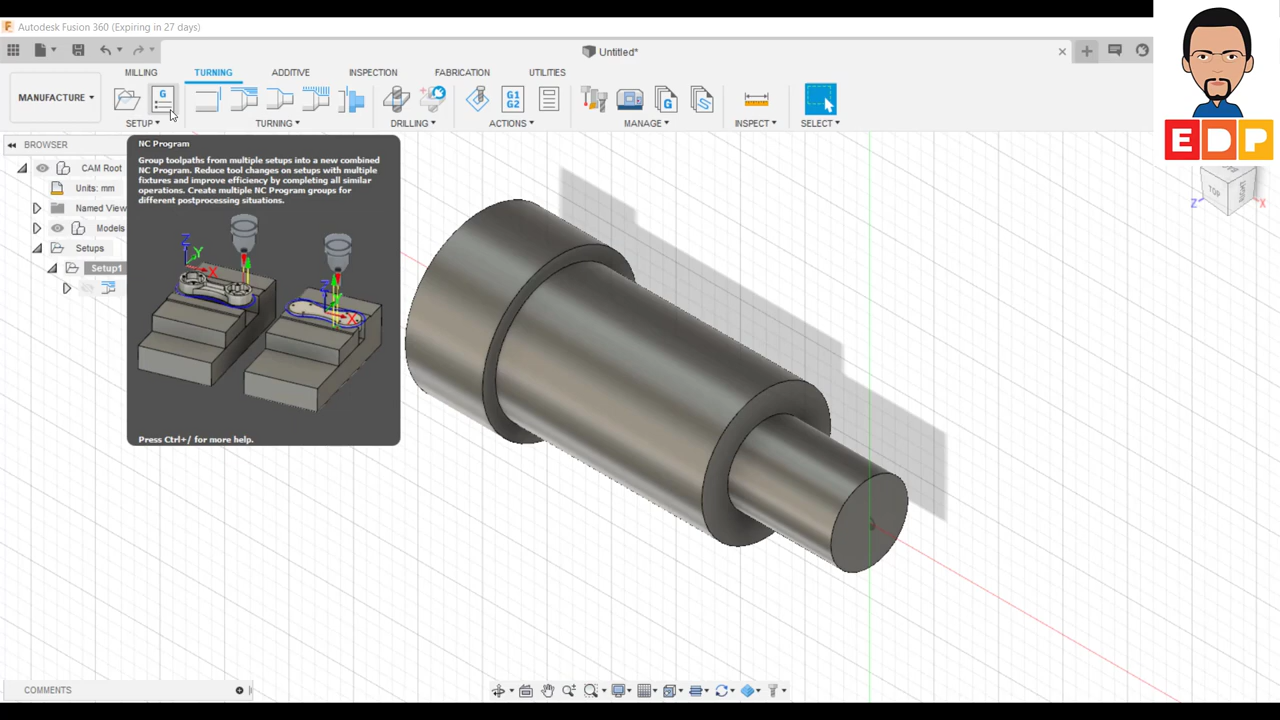 Autodesk Fusion 360 (Expiring in 27 days)
Untitled*
MILLING
TURNING
ADDITIVE
INSPECTION
FABRICATION
UTILITIES
MANUFACTURE
G
G1
G2
G
SETUP
TURNING
DRILLING
ACTIONS
MANAGE
INSPECT
SELECT
EDP
BROWSER
CAM Root
Units: mm
Named View
Models
Setups
Setup1
NC Program
Group toolpaths from multiple setups into a new combined
NC Program. Reduce tool changes on setups with multiple
fixtures and improve efficiency by completing all similar
operations. Create multiple NC Program groups for
different postprocessing situations.
Z
Y
X
Z
X
Press Ctrl+/ for more help.
TOP
Z
X
COMMENTS